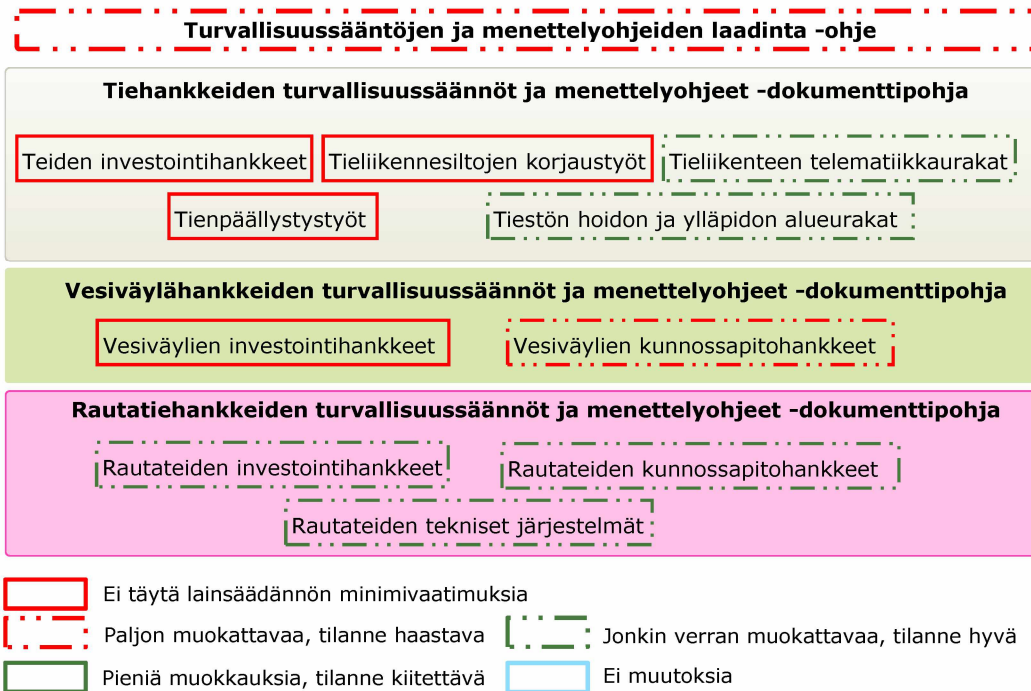 Turvallisuussääntöjen ja menettelyohjeiden laadinta -ohje
Tiehankkeiden turvallisuussäännöt ja menettelyohjeet -dokumenttipohja
Teiden investointihankkeet Tieliikennesiltojen korjaustyöt Tieliikenteen telematiikkaurakat
Tienpäällystystyöt Tiestön hoidon ja ylläpidon alueurakat
Vesiväylähankkeiden turvallisuussäännöt ja menettelyohjeet -dokumenttipohja
Vesiväylien investointihankkeet Vesiväylien kunnossapitohankkeet
Rautatiehankkeiden turvallisuussäännöt ja menettelyohjeet -dokumenttipohja
Rautateiden investointihankkeet Rautateiden kunnossapitohankkeet
Rautateiden tekniset järjestelmät
Ei täytä lainsäädännön minimivaatimuksia
Paljon muokattavaa, tilanne haastava Jonkin verran muokattavaa, tilanne hyvä
Pieniä muokkauksia, tilanne kiitettävä Ei muutoksia